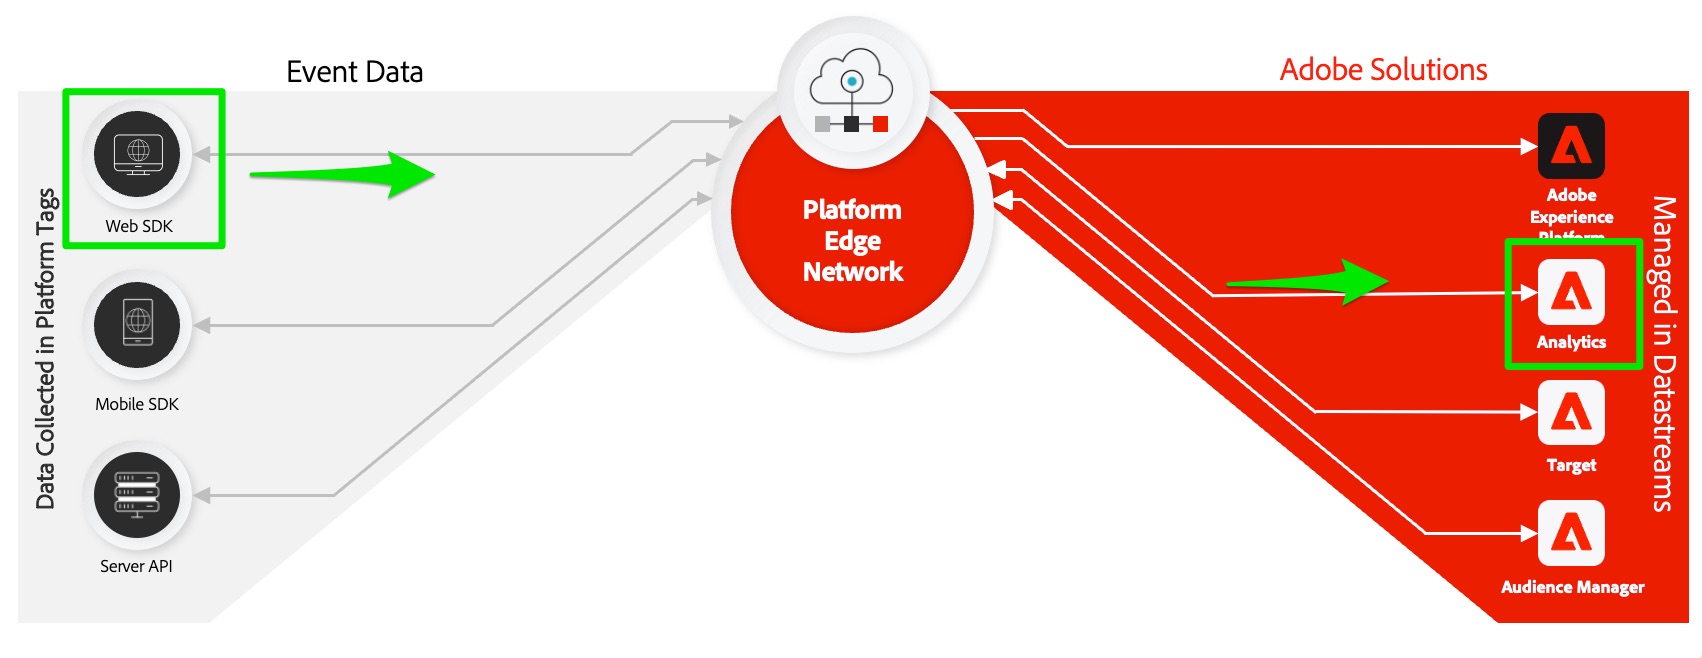 Event Data
Adobe Solutions
Data Collected in Platform Tags
Web SDK
Mobile SDK
Server API
Platform
Edge
Network
Adobe
Experience
Platform
Analytics
Target
Audience Manager
Managed in Datastreams